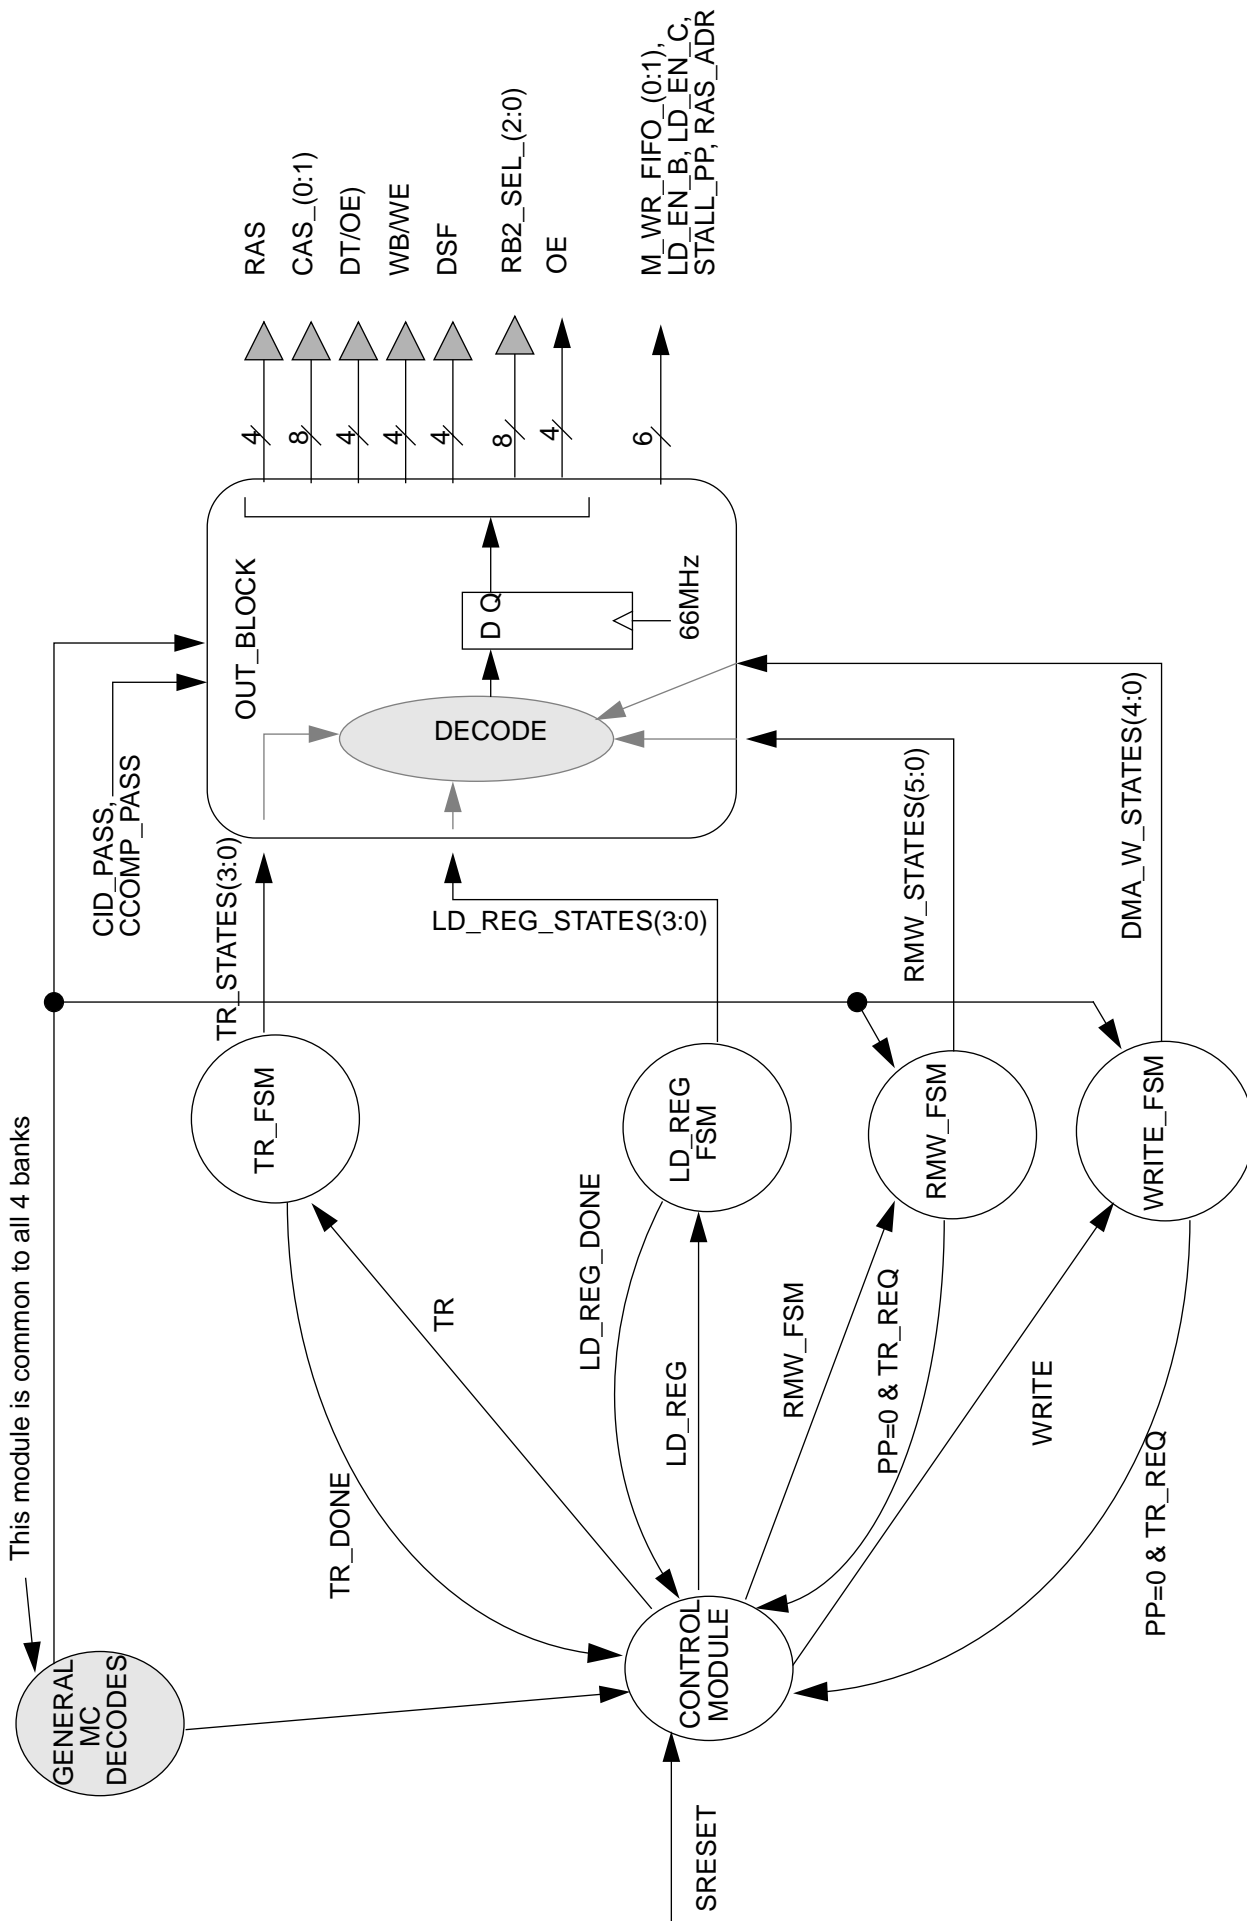 This module is common to all 4 banks
GENERAL
MC
DECODES
SRESET
CONTROL
MODULE
TR_DONE
TR
LD_REG_DONE
LD_REG
RMW_FSM
PP=0 & TR_REQ
WRITE
PP=0 & TR_REQ
TR_FSM
LD_REG
FSM
RMW_FSM
WRITE_FSM
TR_STATES(3:0)
LD_REG_STATES(3:0)
RMW_STATES(5:0)
DMA_W_STATES(4:0)
CID_PASS,
CCOMP_PASS
OUT_BLOCK
DECODE
D Q
66MHz
4
8
4
4
4
8
4
6
RAS
CAS_(0:1)
DT/OE)
WB/WE
DSF
RB2_SEL_(2:0)
OE
M_WR_FIFO_(0:1),
LD_EN_B, LD_EN_C,
STALL_PP, RAS_ADR